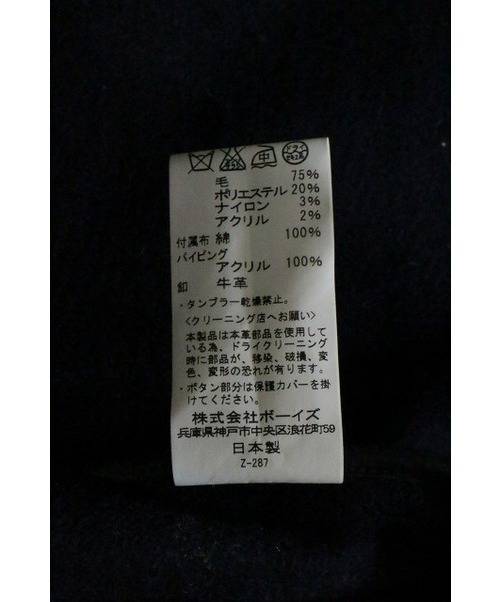 中 ドライ
毛 75%
ポリエステル 20%
ナイロン 3%
アクリル 2%
付属布 綿 100%
パイピング
アクリル 100%
釦 牛革
・タンブラー乾燥禁止。
<クリーニング店へお願い>
本製品は本革部品を使用して
いる為、ドライクリーニング
時に部品が、移染、破損、変
色、変形の恐れが有ります。
・ボタン部分は保護カバーを掛
けてください。
株式会社ボーイズ
兵庫県神戸市中央区浪花町59
日本製
Z-287